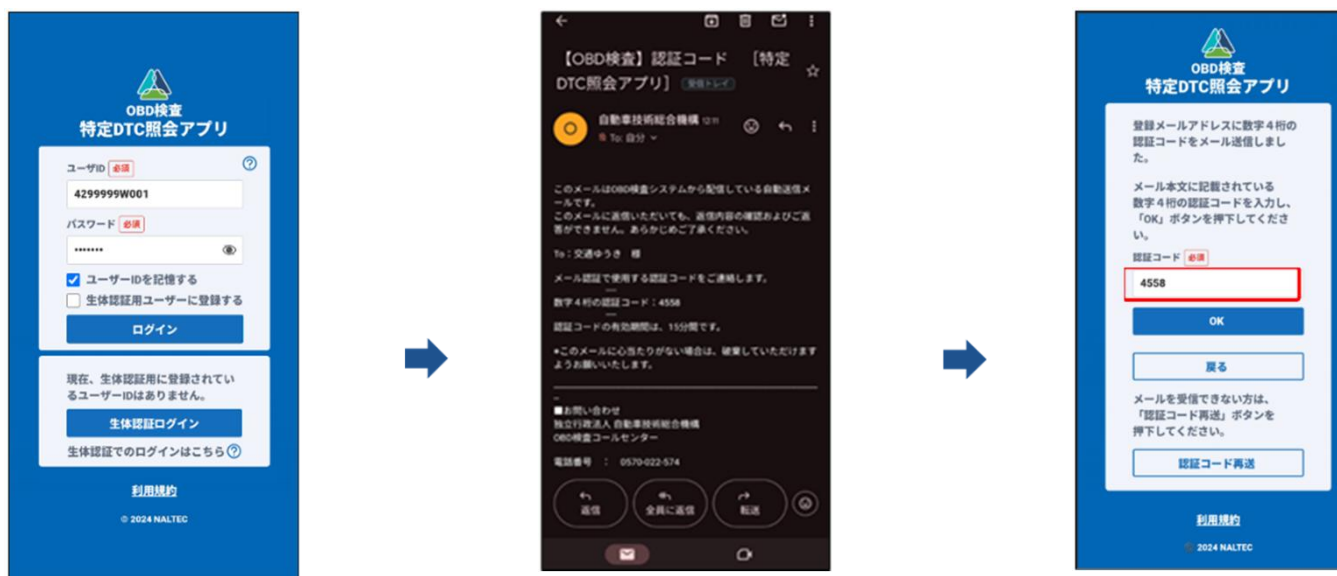 OBD検査
特定DTC照会アプリ
ユーザID 必須
4299999W001
パスワード 必須
•••••••
ユーザーIDを記憶する
生体認証用ユーザーに登録する
ログイン
現在、生体認証用に登録されてい
るユーザーIDはありません。
生体認証ログイン
生体認証でのログインはこちら
利用規約
© 2024 NALTEC
【OBD検査】認証コード ［特定
DTC照会アプリ］ 受信トレイ
自動車技術総合機構 12:11
To: 自分
このメールはOBD検査システムから配信している自動送信メ
ールです。
このメールに返信いただいても、返信内容の確認およびご返
答ができません。あらかじめご了承ください。
To：交通ゆうき 様
メール認証で使用する認証コードをご連絡します。
数字４桁の認証コード：4558
認証コードの有効期間は、15分間です。
※このメールに心当たりがない場合は、破棄していただけます
ようお願いいたします。
■お問い合わせ
独立行政法人 自動車技術総合機構
OBD検査コールセンター
電話番号 ： 0570-022-574
返信
全員に返信
転送
OBD検査
特定DTC照会アプリ
登録メールアドレスに数字４桁の
認証コードをメール送信しまし
た。
メール本文に記載されている
数字４桁の認証コードを入力し、
「OK」ボタンを押下してくださ
い。
認証コード 必須
4558
OK
戻る
メールを受信できない方は、
「認証コード再送」ボタンを
押下してください。
認証コード再送
利用規約
© 2024 NALTEC